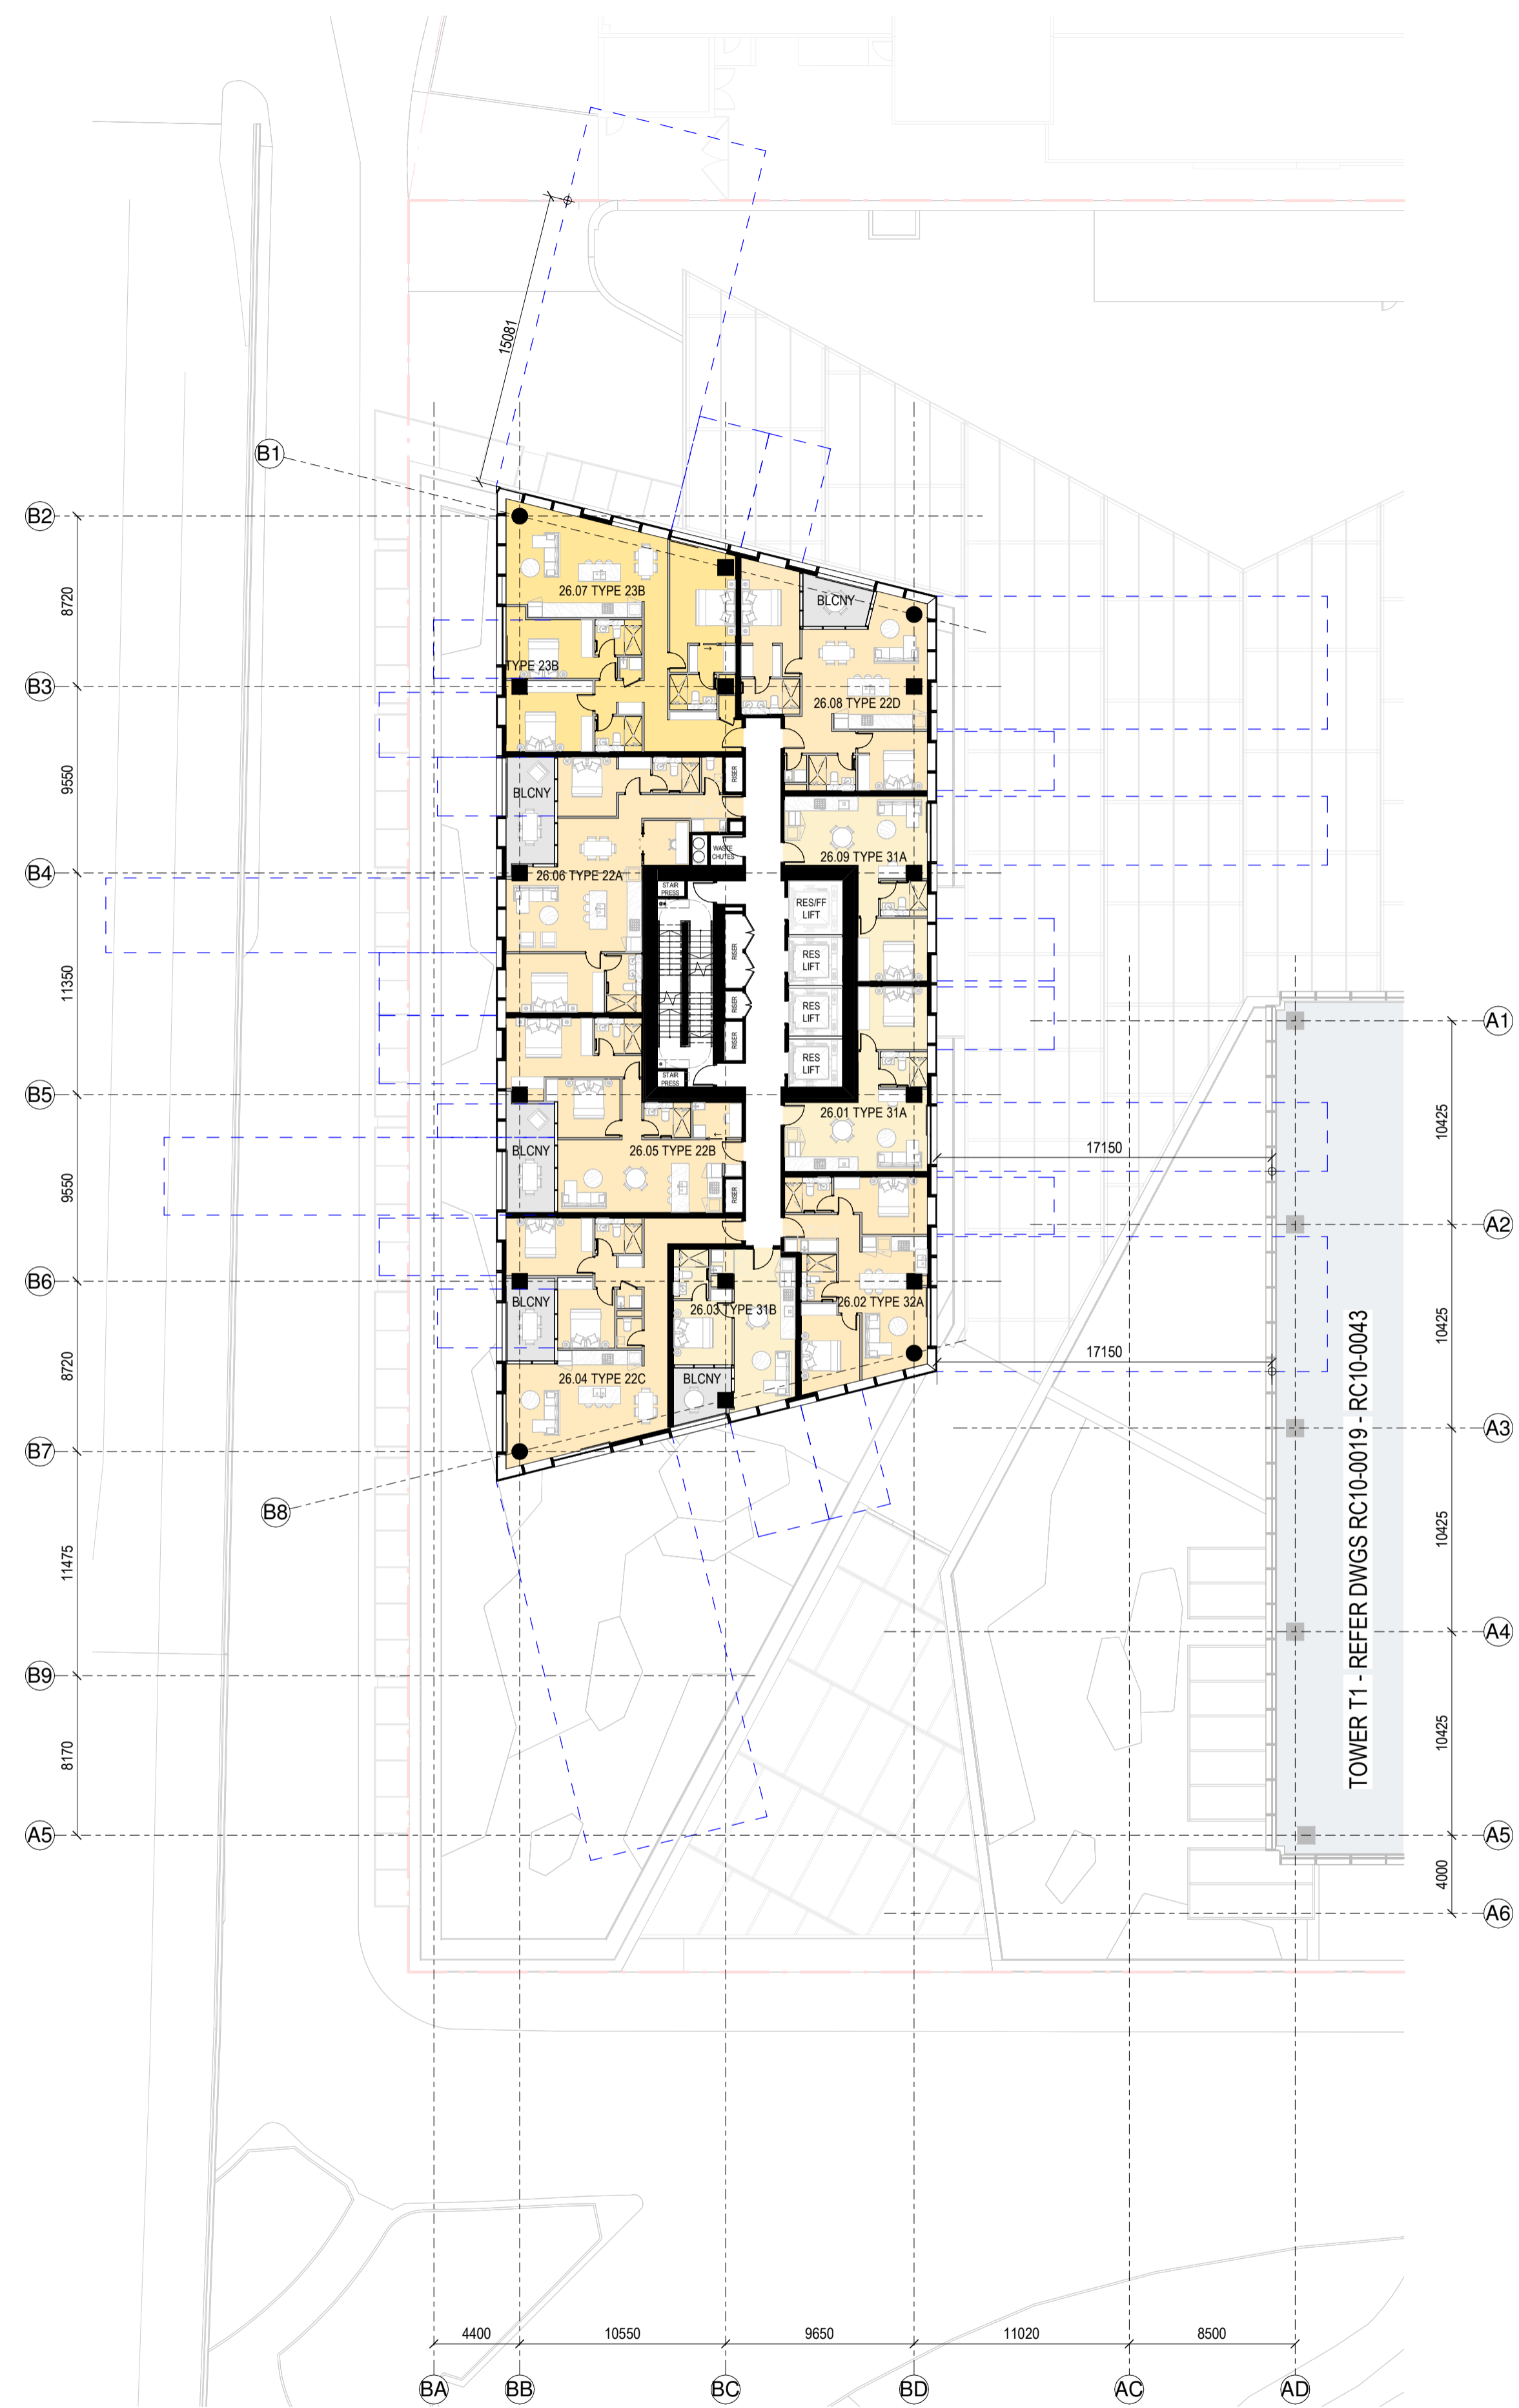 15081
B1
B2
8720
26.07 TYPE 23B
BLCNY
TYPE 23B
B3
26.08 TYPE 22D
9550
RISER
BLCNY
WASTE
CHUTES
26.09 TYPE 31A
B4
26.06 TYPE 22A
STAIR
PRESS
RES/FF
LIFT
RISER
RES
LIFT
11350
RISER
RES
LIFT
RISER
RES
LIFT
A1
STAIR
PRESS
B5
26.01 TYPE 31A
10425
BLCNY
26.05 TYPE 22B
17150
9550
RISER
A2
B6
BLCNY
26.03 TYPE 31B
26.02 TYPE 32A
10425
17150
8720
26.04 TYPE 22C
BLCNY
A3
B7
B8
TOWER T1 - REFER DWGS RC10-0019 - RC10-0043
11475
10425
A4
B9
8170
10425
A5
A5
4000
A6
4400
10550
9650
11020
8500
BA
BB
BC
BD
AC
AD